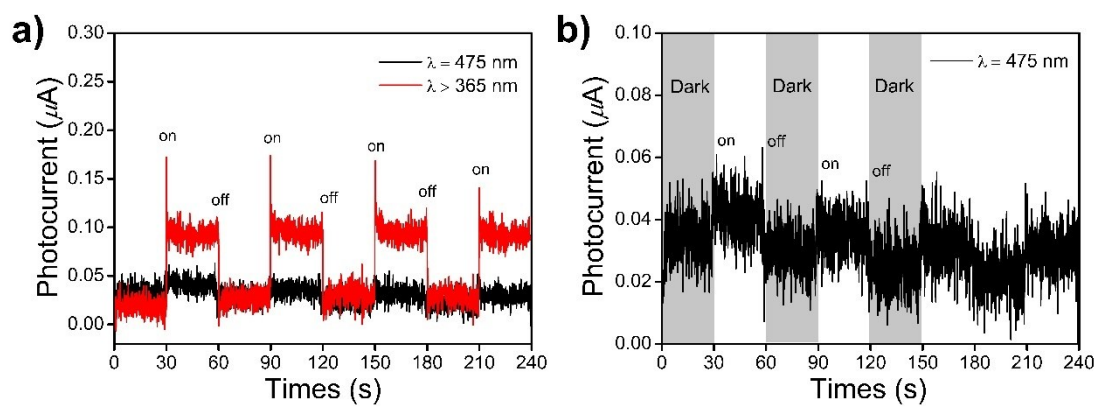 a)
0.30
0.25
0.20
0.15
0.10
0.05
0.00
Photocurrent (μA)
λ = 475 nm
λ > 365 nm
on
off
on
off
on
off
on
0 30 60 90 120 150 180 210 240
Times (s)
b)
0.10
0.08
0.06
0.04
0.02
0.00
Photocurrent (μA)
λ = 475 nm
Dark
Dark
Dark
on
off
on
off
0 30 60 90 120 150 180 210 240
Times (s)